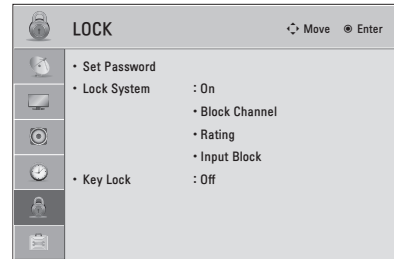 LOCK Move Enter
• Set Password
• Lock System : On
• Block Channel
• Rating
• Input Block
• Key Lock : Off